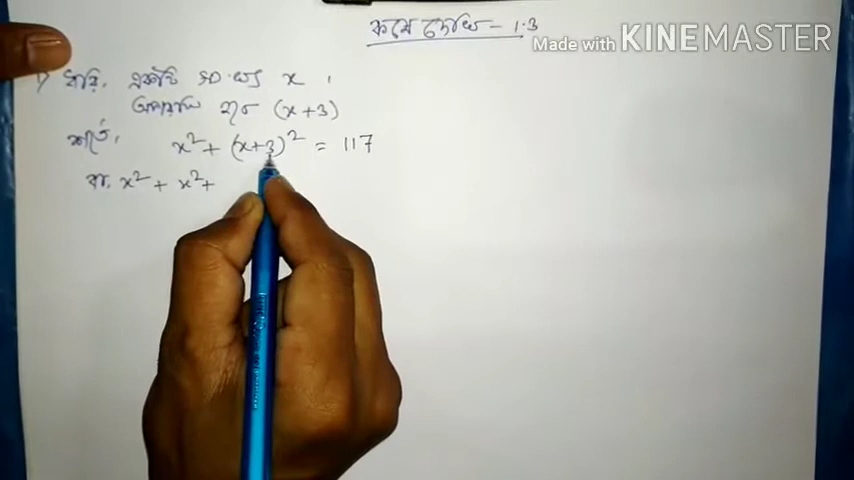 কষে দেখি - 1.3
Made with KINEMASTER
1) ধরি, একটি সংখ্যা x ।
অপরটি হবে (x+3)
শর্তে, x² + (x+3)² = 117
বা, x² + x² +